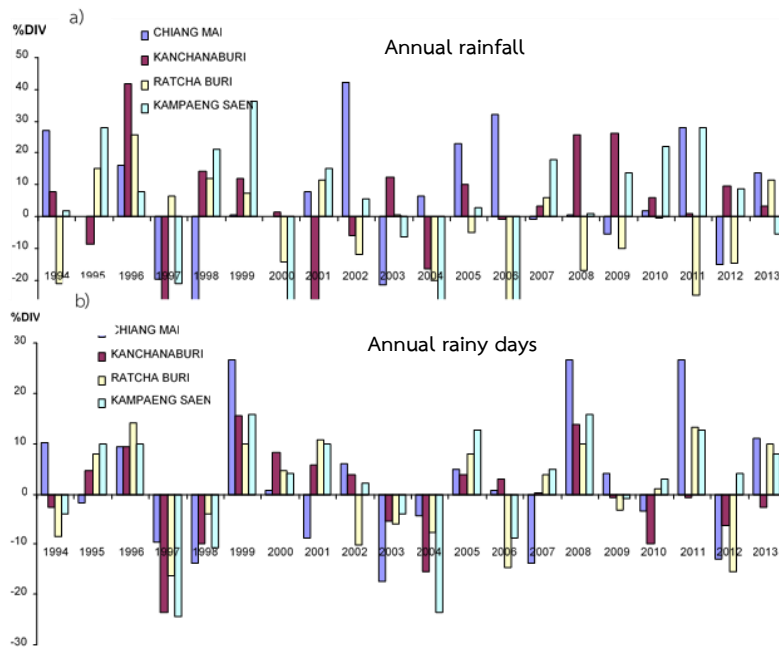 a)
%DIV
Annual rainfall
CHIANG MAI
KANCHANABURI
RATCHA BURI
KAMPAENG SAEN
50
40
30
20
10
0
-10
-20
1994 1995 1996 1997 1998 1999 2000 2001 2002 2003 2004 2005 2006 2007 2008 2009 2010 2011 2012 2013
b)
%DIV
Annual rainy days
CHIANG MAI
KANCHANABURI
RATCHA BURI
KAMPAENG SAEN
30
20
10
0
-10
-20
-30
1994 1995 1996 1997 1998 1999 2000 2001 2002 2003 2004 2005 2006 2007 2008 2009 2010 2011 2012 2013